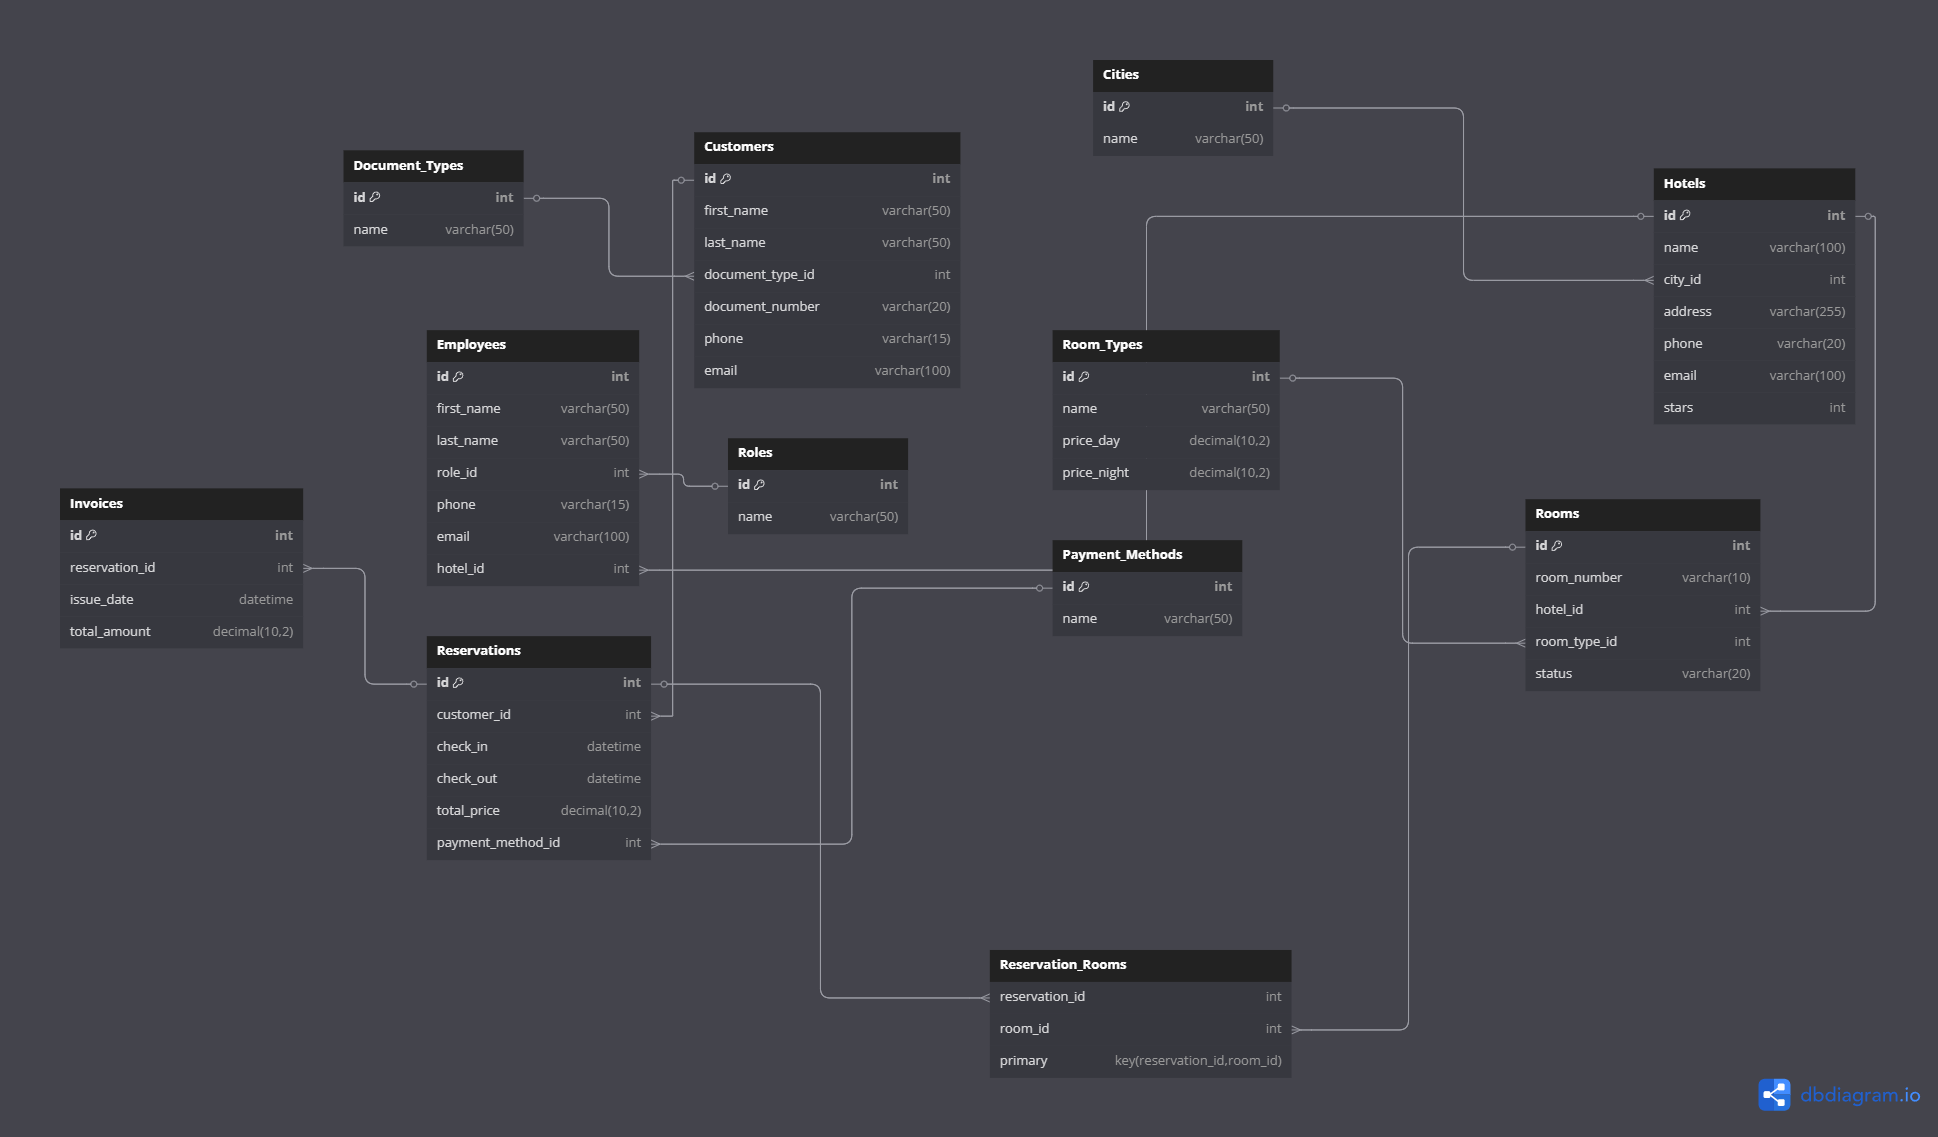 Cities
id int
name varchar(50)
Document_Types
id int
name varchar(50)
Customers
id int
first_name varchar(50)
last_name varchar(50)
document_type_id int
document_number varchar(20)
phone varchar(15)
email varchar(100)
Hotels
id int
name varchar(100)
city_id int
address varchar(255)
phone varchar(20)
email varchar(100)
stars int
Employees
id int
first_name varchar(50)
last_name varchar(50)
role_id int
phone varchar(15)
email varchar(100)
hotel_id int
Room_Types
id int
name varchar(50)
price_day decimal(10,2)
price_night decimal(10,2)
Roles
id int
name varchar(50)
Invoices
id int
reservation_id int
issue_date datetime
total_amount decimal(10,2)
Rooms
id int
room_number varchar(10)
hotel_id int
room_type_id int
status varchar(20)
Payment_Methods
id int
name varchar(50)
Reservations
id int
customer_id int
check_in datetime
check_out datetime
total_price decimal(10,2)
payment_method_id int
Reservation_Rooms
reservation_id int
room_id int
primary key(reservation_id,room_id)
dbdiagram.io